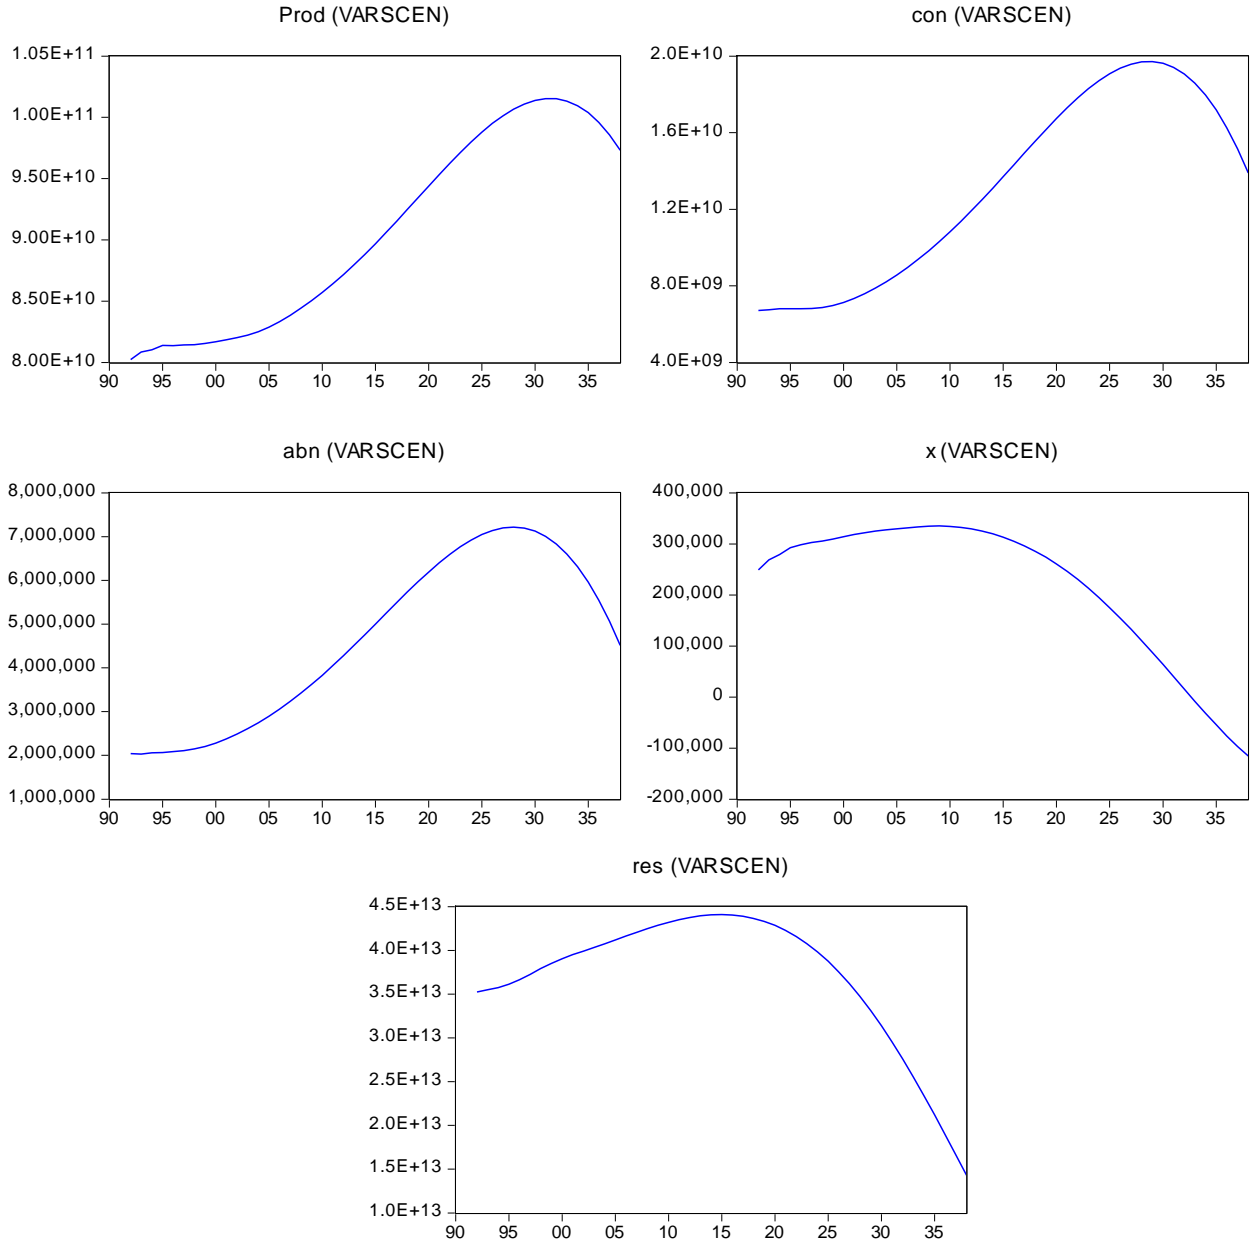 Prod (VARSCEN)
1.05E+11
1.00E+11
9.50E+10
9.00E+10
8.50E+10
8.00E+10
90 95 00 05 10 15 20 25 30 35
con (VARSCEN)
2.0E+10
1.6E+10
1.2E+10
8.0E+09
4.0E+09
90 95 00 05 10 15 20 25 30 35
abn (VARSCEN)
8,000,000
7,000,000
6,000,000
5,000,000
4,000,000
3,000,000
2,000,000
1,000,000
90 95 00 05 10 15 20 25 30 35
x (VARSCEN)
400,000
300,000
200,000
100,000
0
-100,000
-200,000
90 95 00 05 10 15 20 25 30 35
res (VARSCEN)
4.5E+13
4.0E+13
3.5E+13
3.0E+13
2.5E+13
2.0E+13
1.5E+13
1.0E+13
90 95 00 05 10 15 20 25 30 35